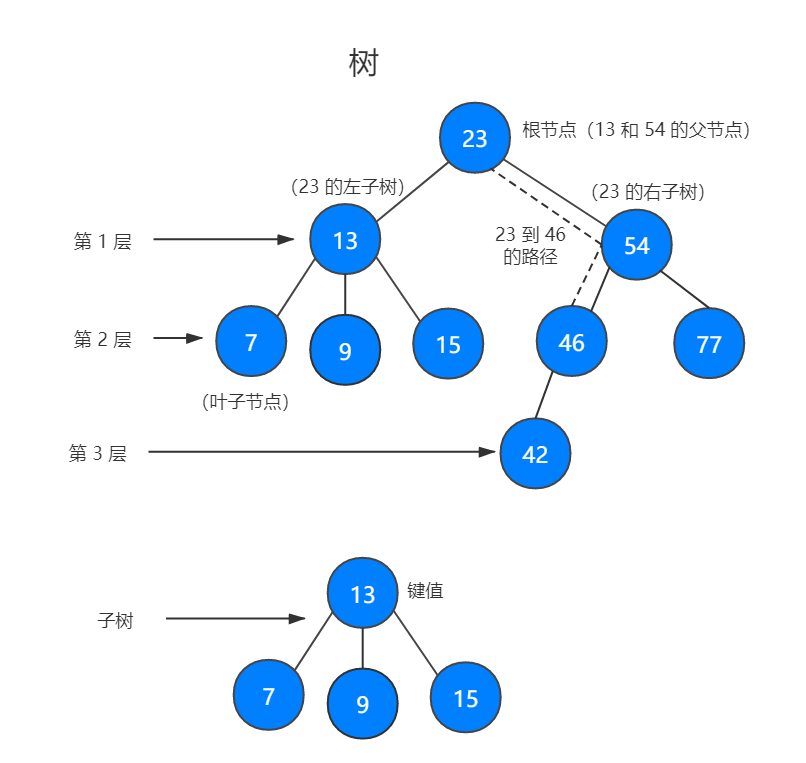 树
23
根节点（13 和 54 的父节点）
（23 的左子树）
（23 的右子树）
第 1 层
13
23 到 46
的路径
54
第 2 层
7
9
15
46
77
（叶子节点）
第 3 层
42
13
键值
子树
7
9
15